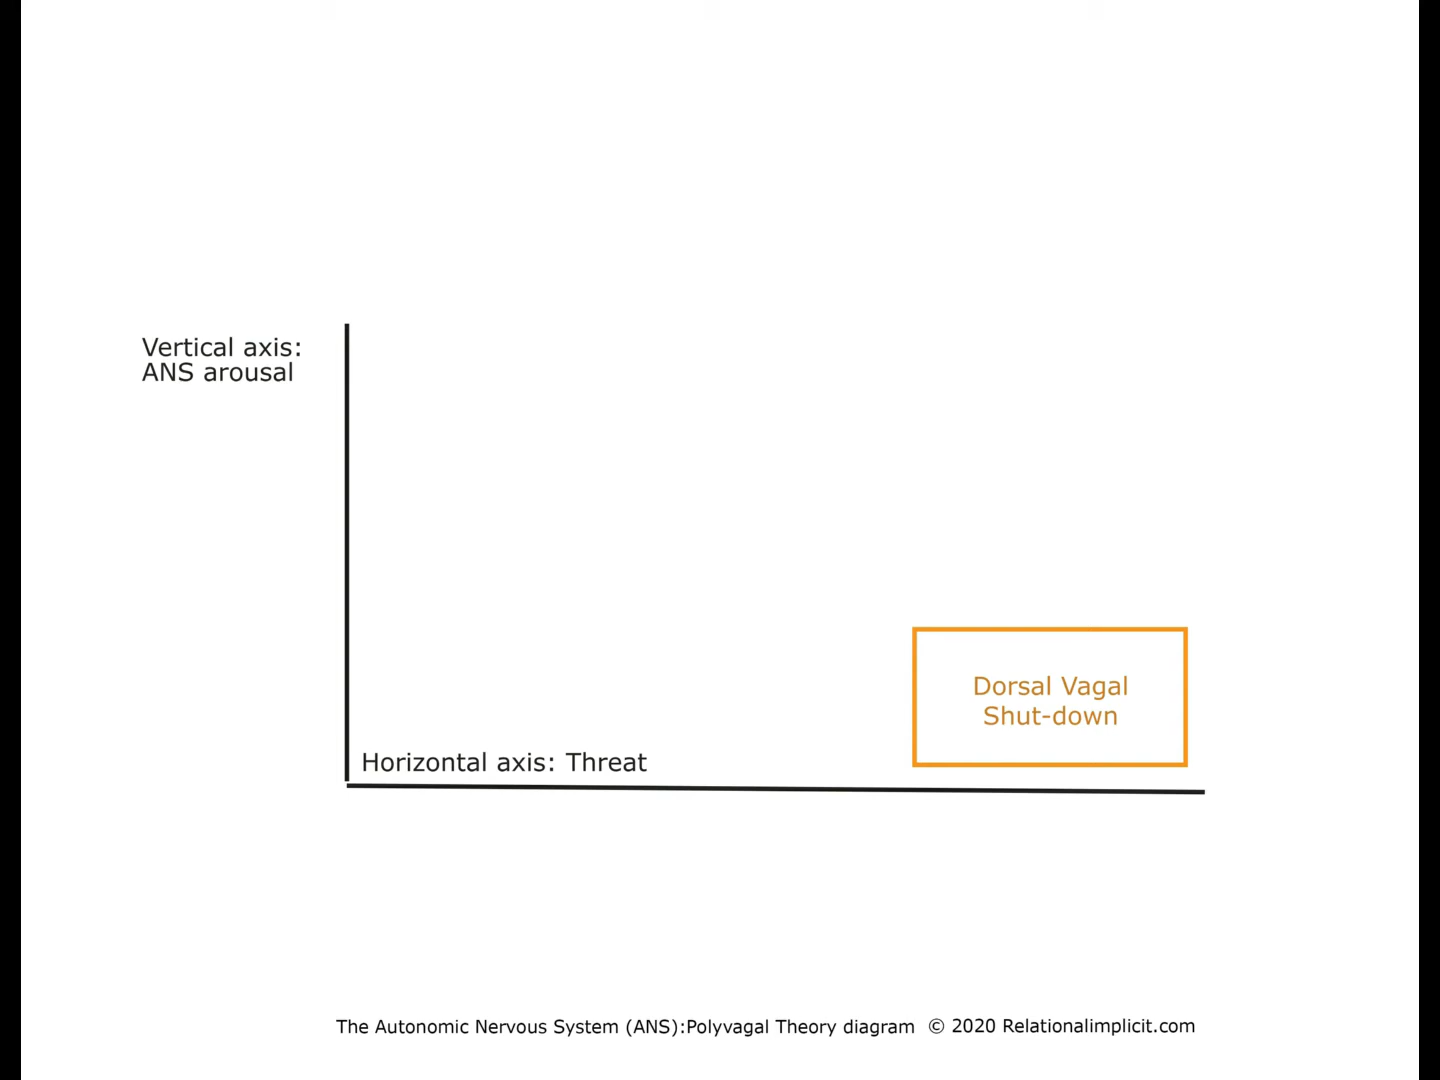 Vertical axis:
ANS arousal
Dorsal Vagal
Shut-down
Horizontal axis: Threat
The Autonomic Nervous System (ANS):Polyvagal Theory diagram © 2020 Relationalimplicit.com